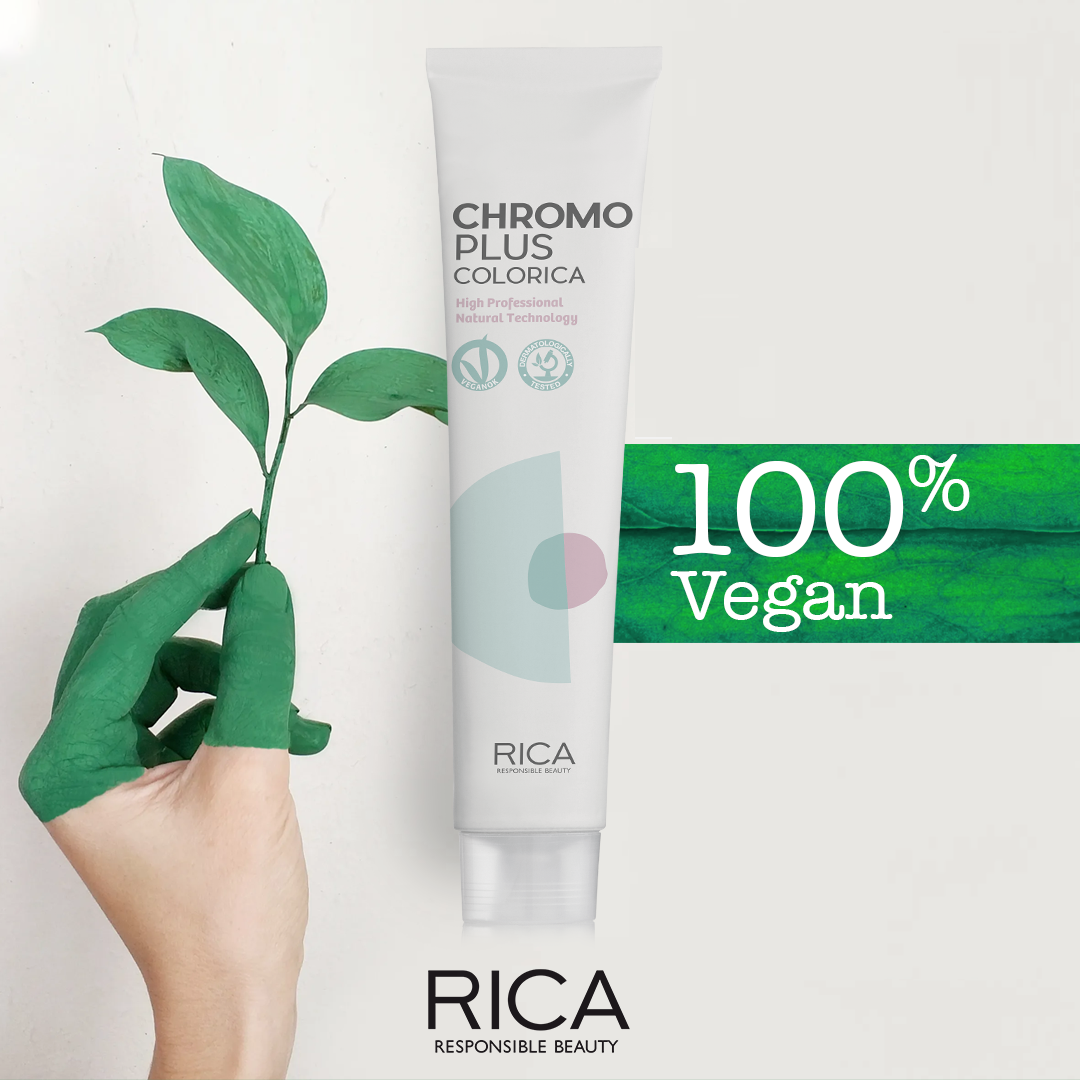 CHROMO
PLUS
COLORICA
High Professional
Natural Technology
VEGANOK
DERMATOLOGICALLY
TESTED
100%
Vegan
RICA
RESPONSIBLE BEAUTY
RICA
RESPONSIBLE BEAUTY